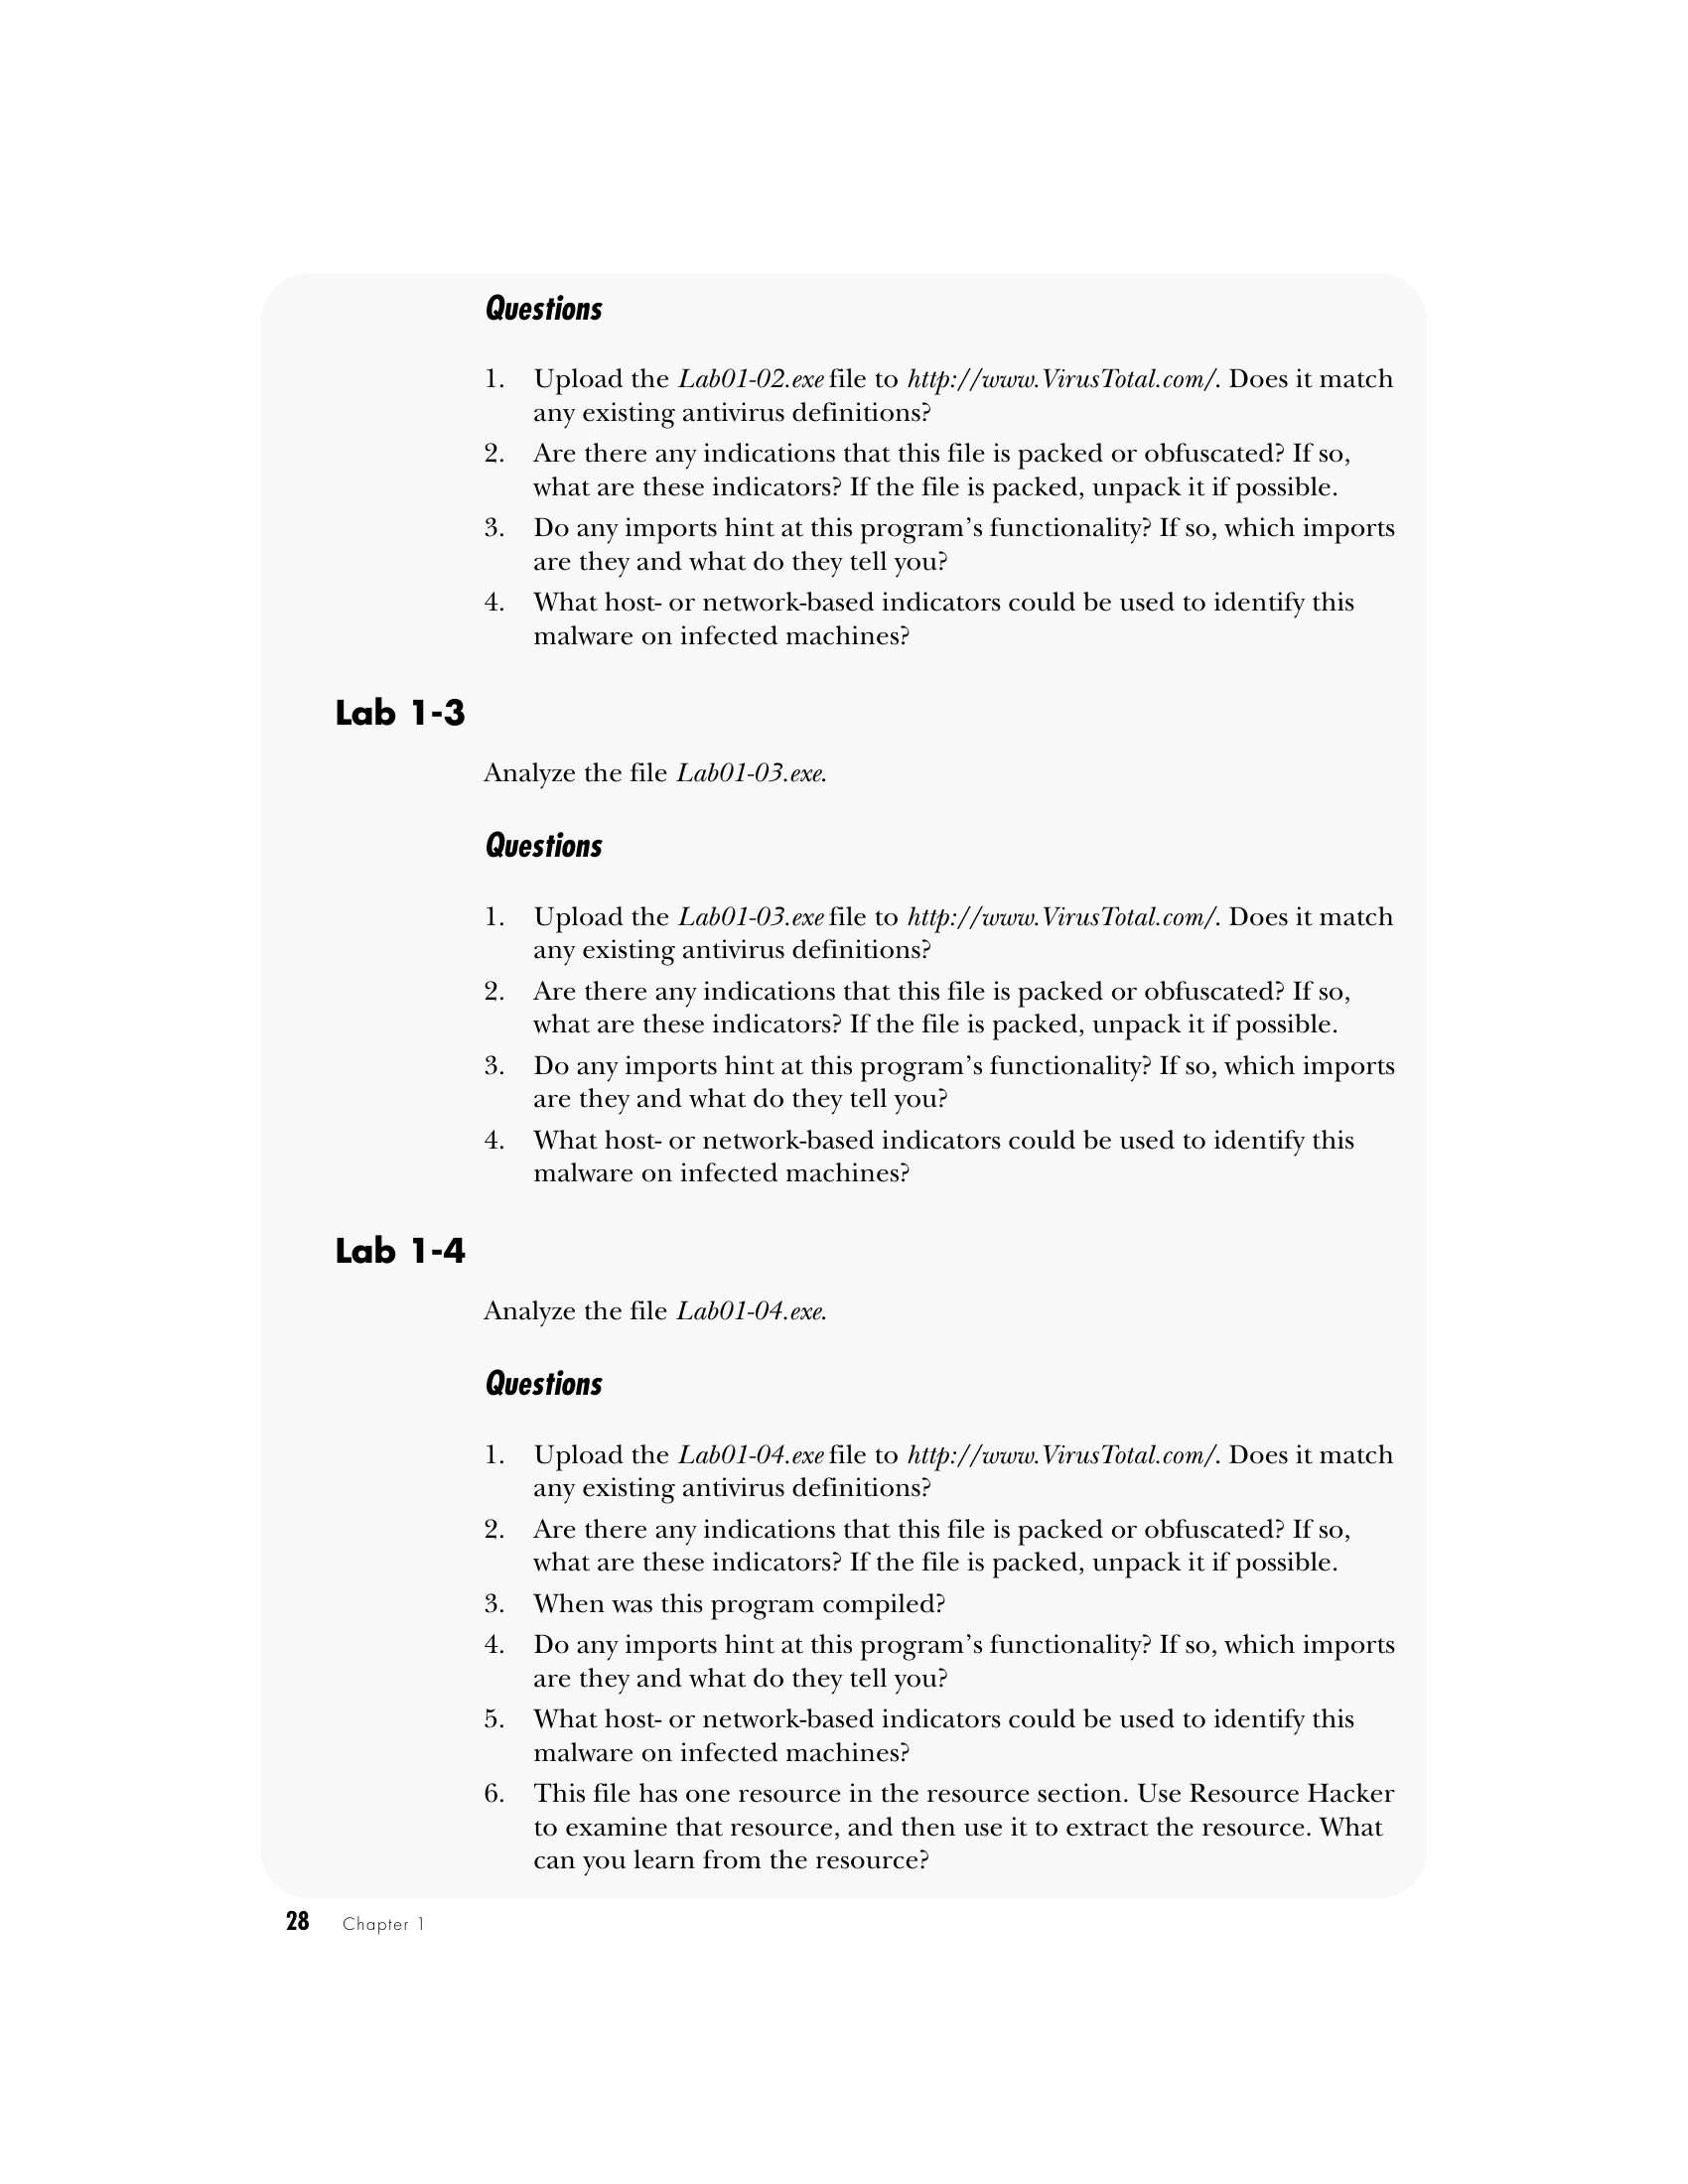 Questions
1. Upload the Lab01-02.exe file to http://www.VirusTotal.com/. Does it match
any existing antivirus definitions?
2. Are there any indications that this file is packed or obfuscated? If so,
what are these indicators? If the file is packed, unpack it if possible.
3. Do any imports hint at this program’s functionality? If so, which imports
are they and what do they tell you?
4. What host- or network-based indicators could be used to identify this
malware on infected machines?
Lab 1-3
Analyze the file Lab01-03.exe.
Questions
1. Upload the Lab01-03.exe file to http://www.VirusTotal.com/. Does it match
any existing antivirus definitions?
2. Are there any indications that this file is packed or obfuscated? If so,
what are these indicators? If the file is packed, unpack it if possible.
3. Do any imports hint at this program’s functionality? If so, which imports
are they and what do they tell you?
4. What host- or network-based indicators could be used to identify this
malware on infected machines?
Lab 1-4
Analyze the file Lab01-04.exe.
Questions
1. Upload the Lab01-04.exe file to http://www.VirusTotal.com/. Does it match
any existing antivirus definitions?
2. Are there any indications that this file is packed or obfuscated? If so,
what are these indicators? If the file is packed, unpack it if possible.
3. When was this program compiled?
4. Do any imports hint at this program’s functionality? If so, which imports
are they and what do they tell you?
5. What host- or network-based indicators could be used to identify this
malware on infected machines?
6. This file has one resource in the resource section. Use Resource Hacker
to examine that resource, and then use it to extract the resource. What
can you learn from the resource?
28 Chapter 1